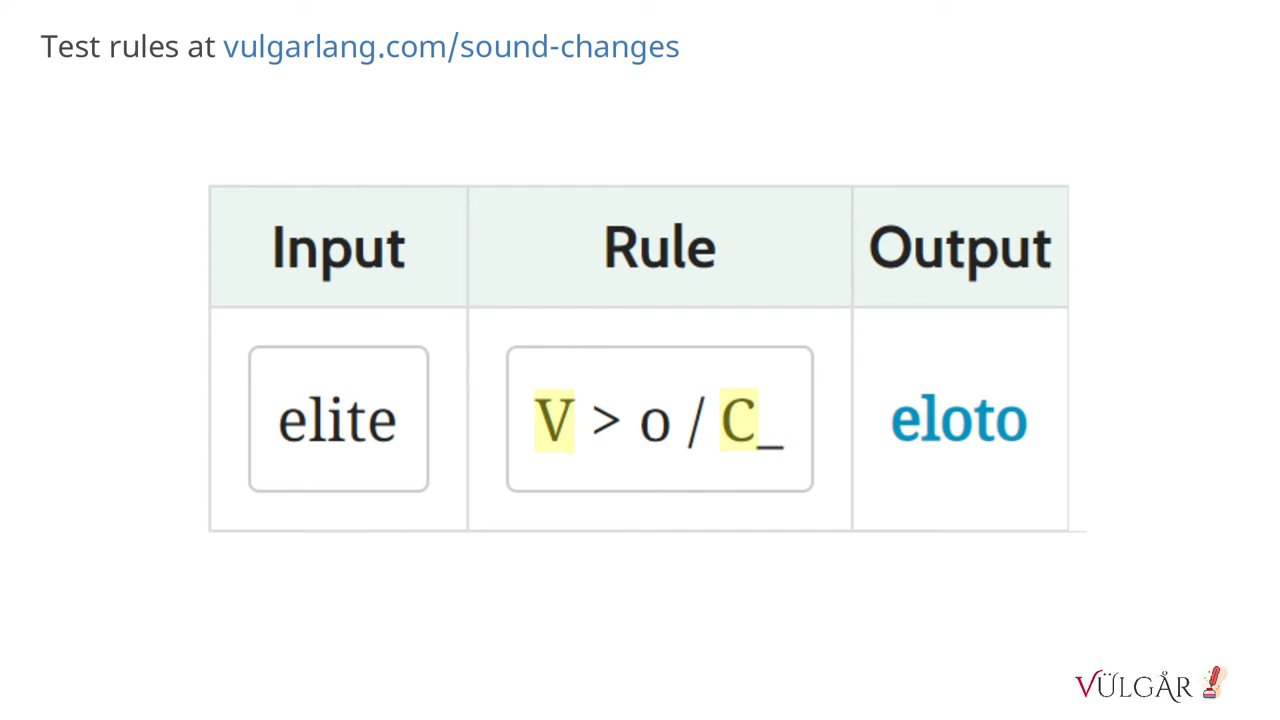 Test rules at vulgarlang.com/sound-changes
Input Rule Output
elite V > o / C_ eloto
VÜLGÅR